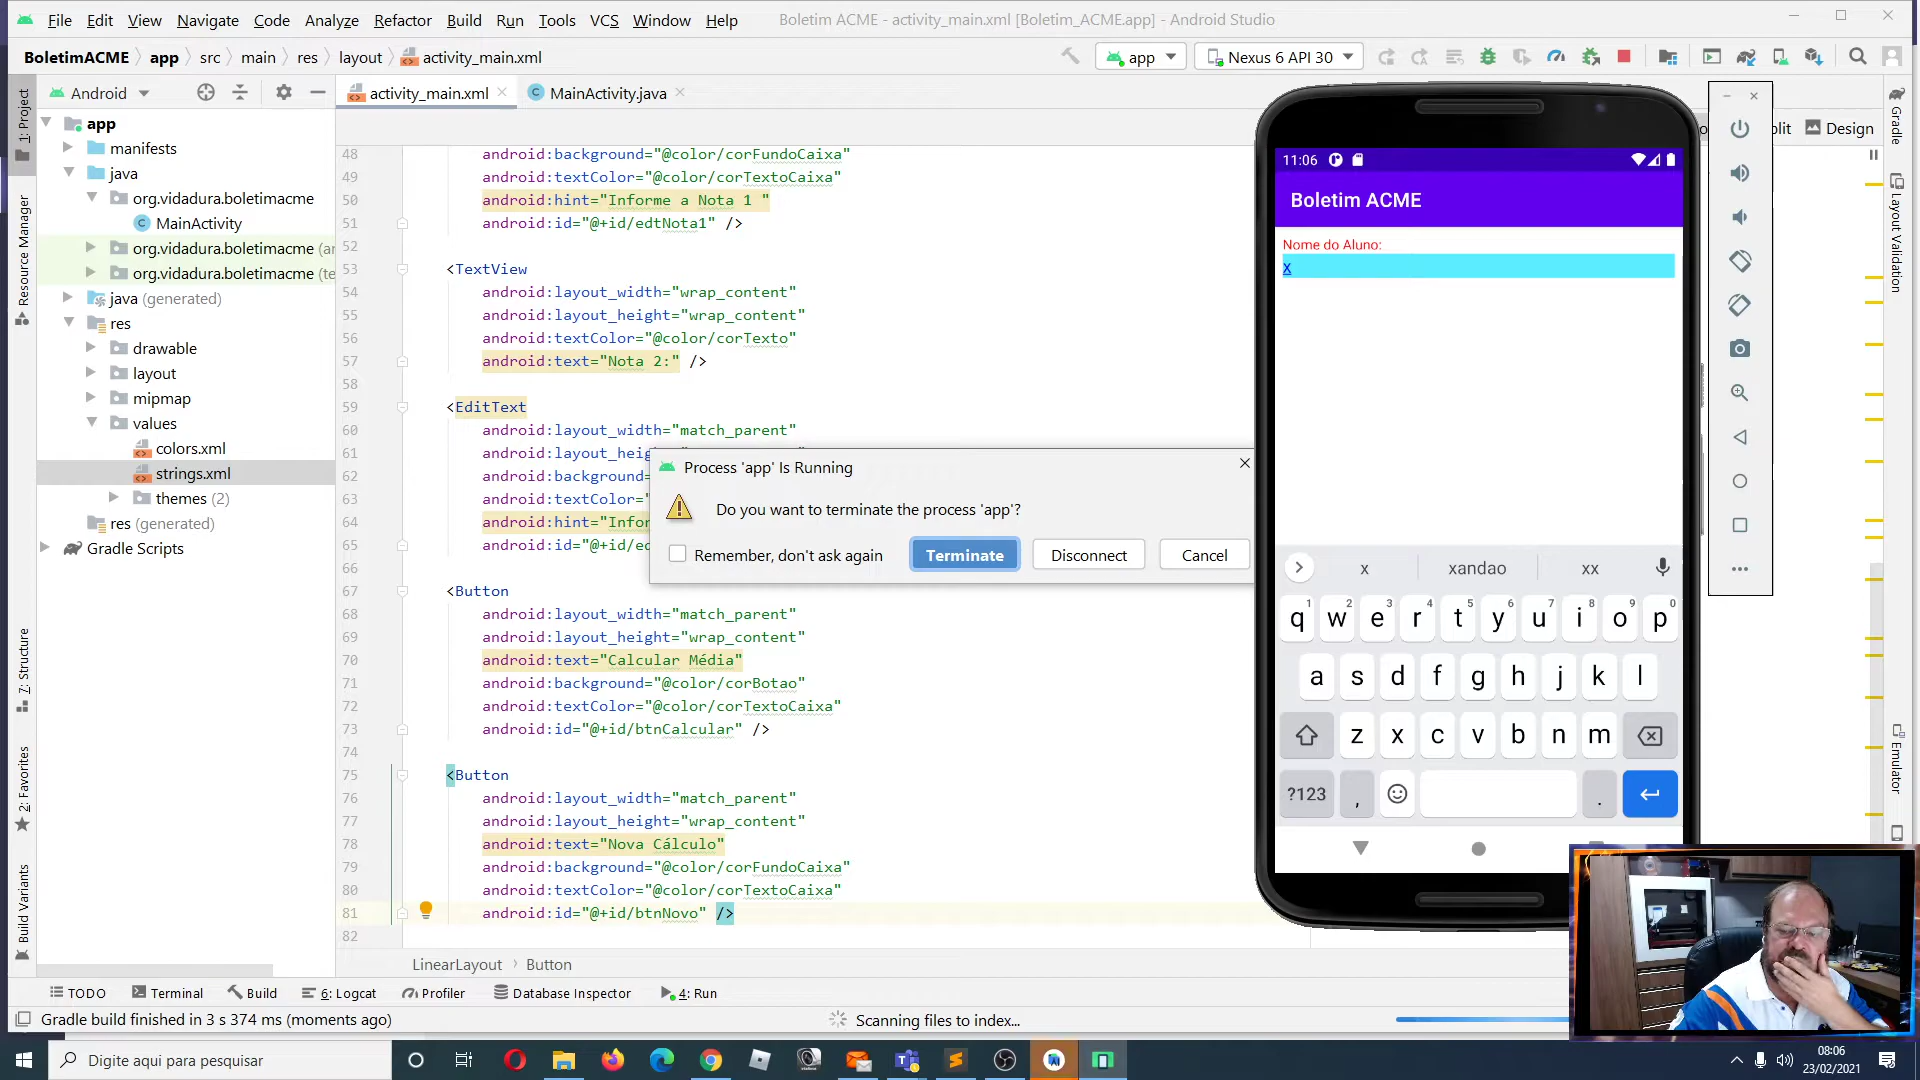 File Edit View Navigate Code Analyze Refactor Build Run Tools VCS Window Help Boletim ACME - activity_main.xml [Boletim_ACME.app] - Android Studio
BoletimACME app src main res layout activity_main.xml app Nexus 6 API 30
Android activity_main.xml MainActivity.java
Design
1: Project
Resource Manager
7: Structure
2: Favorites
Build Variants
app
manifests
java
org.vidadura.boletimacme
MainActivity
org.vidadura.boletimacme (ar
org.vidadura.boletimacme (te
java (generated)
res
drawable
layout
mipmap
values
colors.xml
strings.xml
themes (2)
res (generated)
Gradle Scripts
48 android:background="@color/corFundoCaixa"
49 android:textColor="@color/corTextoCaixa"
50 android:hint="Informe a Nota 1 "
51 android:id="@+id/edtNota1" />
52
53 <TextView
54 android:layout_width="wrap_content"
55 android:layout_height="wrap_content"
56 android:textColor="@color/corTexto"
57 android:text="Nota 2:" />
58
59 <EditText
60 android:layout_width="match_parent"
61 android:layout_heig
62 android:background=
63 android:textColor="
64 android:hint="Infor
65 android:id="@+id/ed
66
67 <Button
68 android:layout_width="match_parent"
69 android:layout_height="wrap_content"
70 android:text="Calcular Média"
71 android:background="@color/corBotao"
72 android:textColor="@color/corTextoCaixa"
73 android:id="@+id/btnCalcular" />
74
75 <Button
76 android:layout_width="match_parent"
77 android:layout_height="wrap_content"
78 android:text="Nova Cálculo"
79 android:background="@color/corFundoCaixa"
80 android:textColor="@color/corTextoCaixa"
81 android:id="@+id/btnNovo" />
82
LinearLayout Button
Process 'app' Is Running
Do you want to terminate the process 'app'?
Remember, don't ask again Terminate Disconnect Cancel
11:06
Boletim ACME
Nome do Aluno:
x
x xandao xx
q1 w2 e3 r4 t5 y6 u7 i8 o9 p0
a s d f g h j k l
z x c v b n m
?123 , .
Gradle
Layout Validation
Emulator
TODO Terminal Build 6: Logcat Profiler Database Inspector 4: Run
Gradle build finished in 3 s 374 ms (moments ago) Scanning files to index...
Digite aqui para pesquisar
08:06
23/02/2021